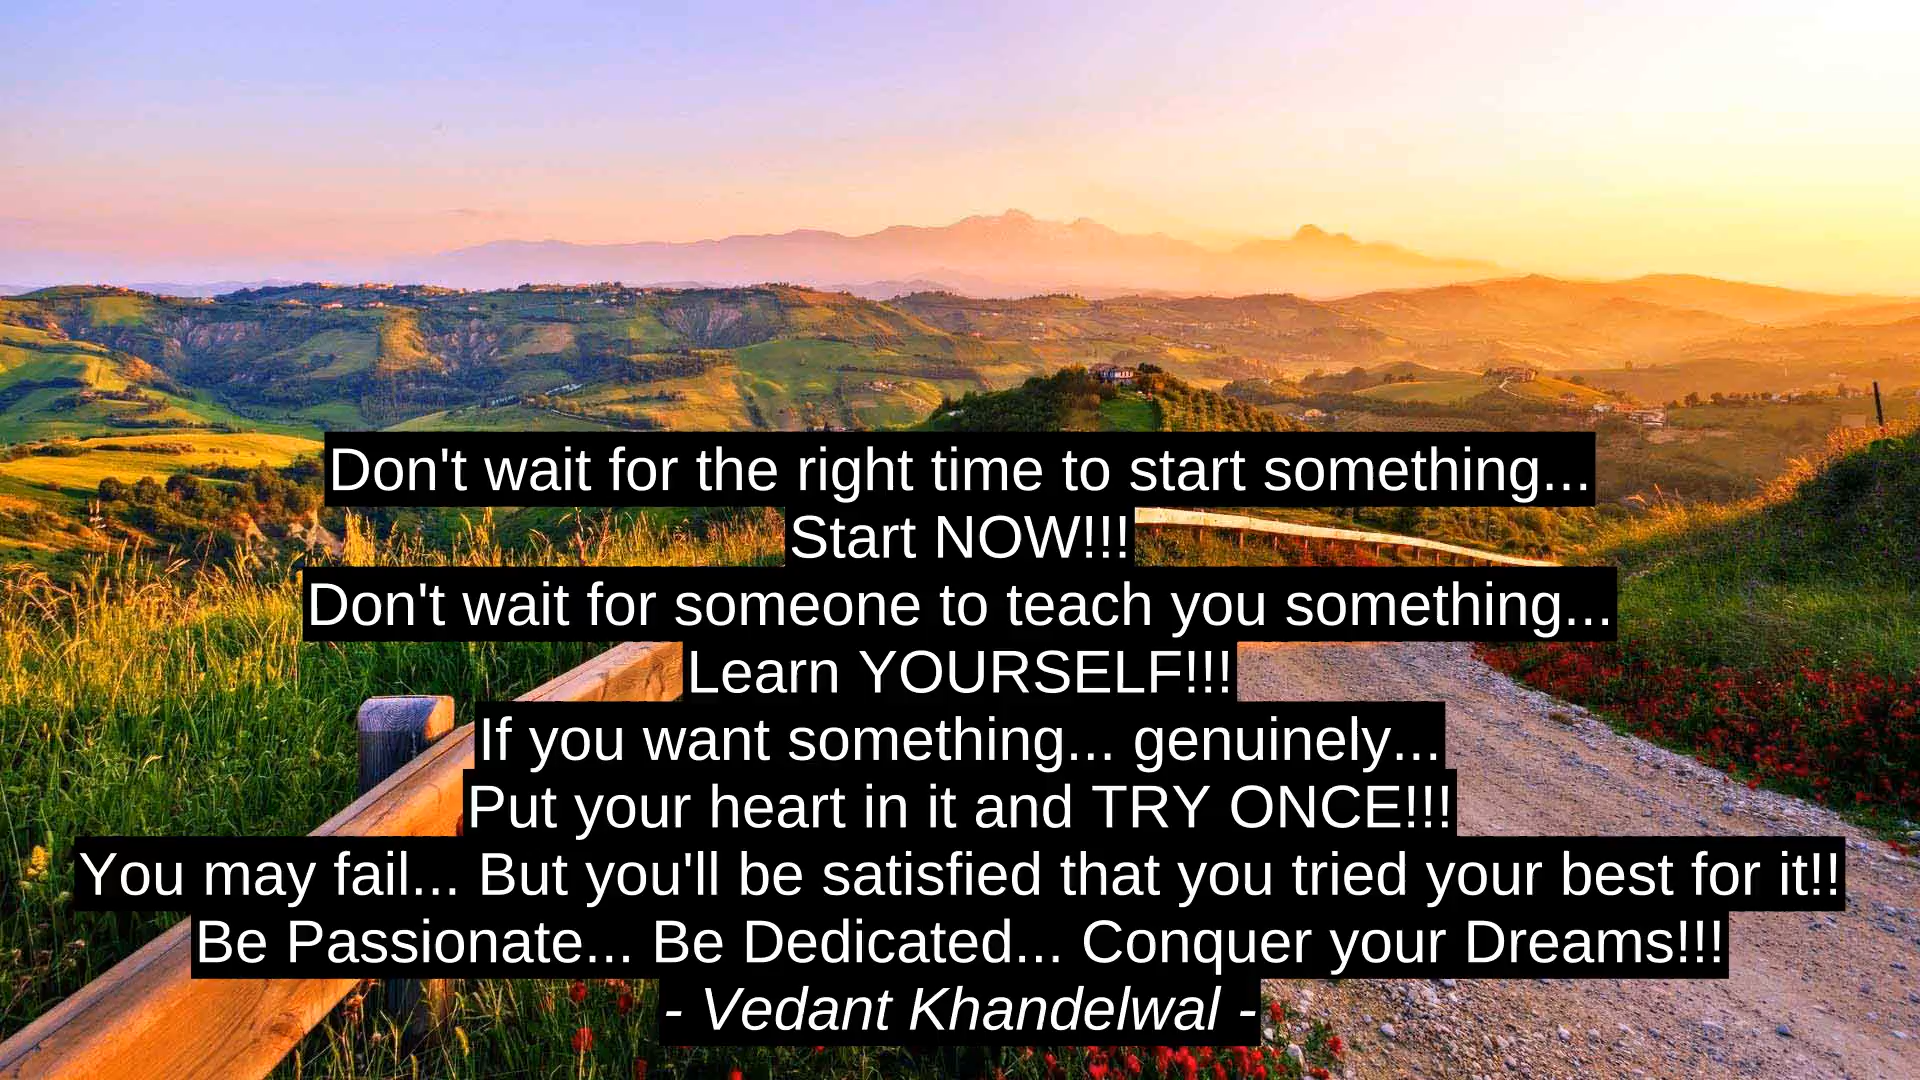 Don't wait for the right time to start something...
Start NOW!!!
Don't wait for someone to teach you something...
Learn YOURSELF!!!
If you want something... genuinely...
Put your heart in it and TRY ONCE!!!
You may fail... But you'll be satisfied that you tried your best for it!!
Be Passionate... Be Dedicated... Conquer your Dreams!!!
- Vedant Khandelwal -